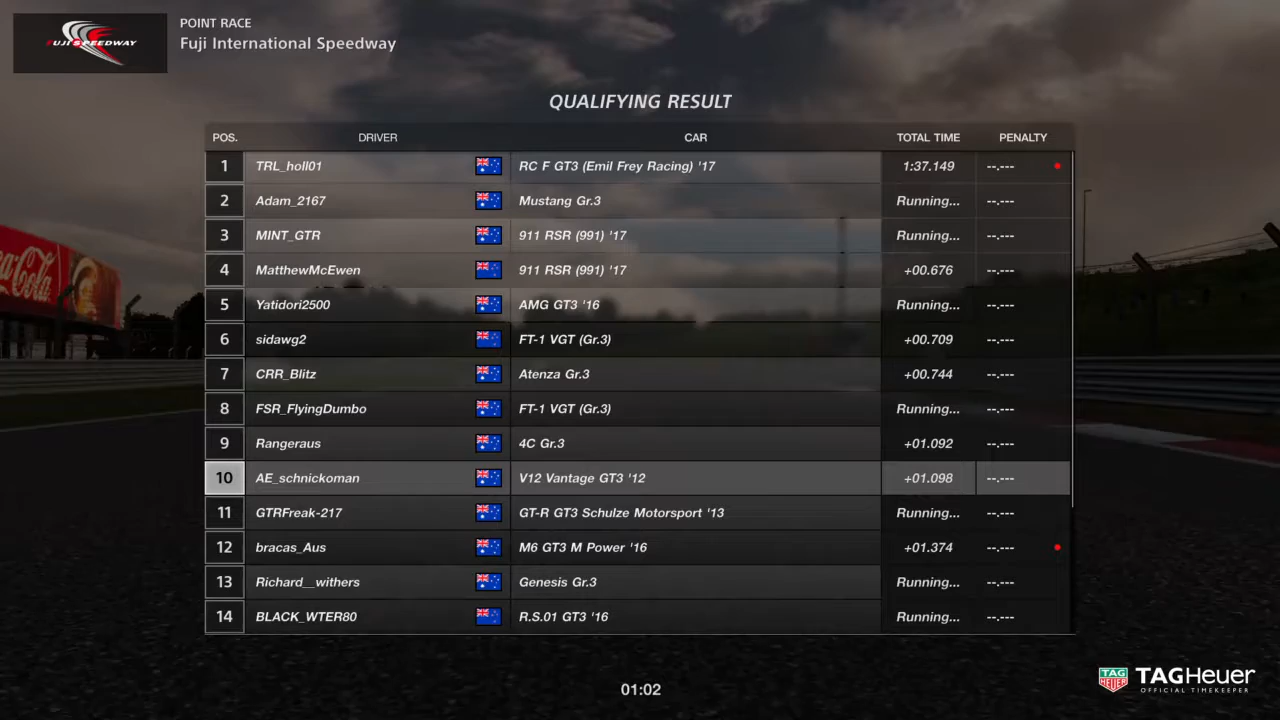 FUJI SPEEDWAY
POINT RACE
Fuji International Speedway
QUALIFYING RESULT
POS. DRIVER CAR TOTAL TIME PENALTY
1 TRL_holl01 RC F GT3 (Emil Frey Racing) '17 1:37.149 --.---
2 Adam_2167 Mustang Gr.3 Running... --.---
3 MINT_GTR 911 RSR (991) '17 Running... --.---
4 MatthewMcEwen 911 RSR (991) '17 +00.676 --.---
5 Yatidori2500 AMG GT3 '16 Running... --.---
6 sidawg2 FT-1 VGT (Gr.3) +00.709 --.---
7 CRR_Blitz Atenza Gr.3 +00.744 --.---
8 FSR_FlyingDumbo FT-1 VGT (Gr.3) Running... --.---
9 Rangeraus 4C Gr.3 +01.092 --.---
10 AE_schnickoman V12 Vantage GT3 '12 +01.098 --.---
11 GTRFreak-217 GT-R GT3 Schulze Motorsport '13 Running... --.---
12 bracas_Aus M6 GT3 M Power '16 +01.374 --.---
13 Richard__withers Genesis Gr.3 Running... --.---
14 BLACK_WTER80 R.S.01 GT3 '16 Running... --.---
Coca-Cola
01:02
TAG HEUER
TAGHeuer
OFFICIAL TIMEKEEPER